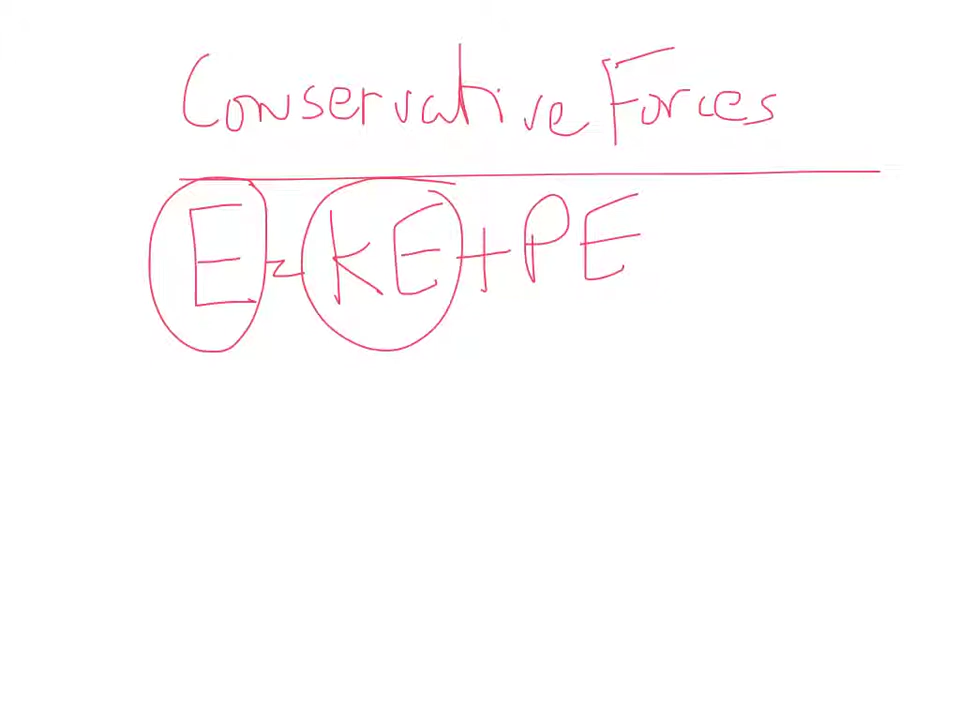 Conservative Forces
E = KE + PE